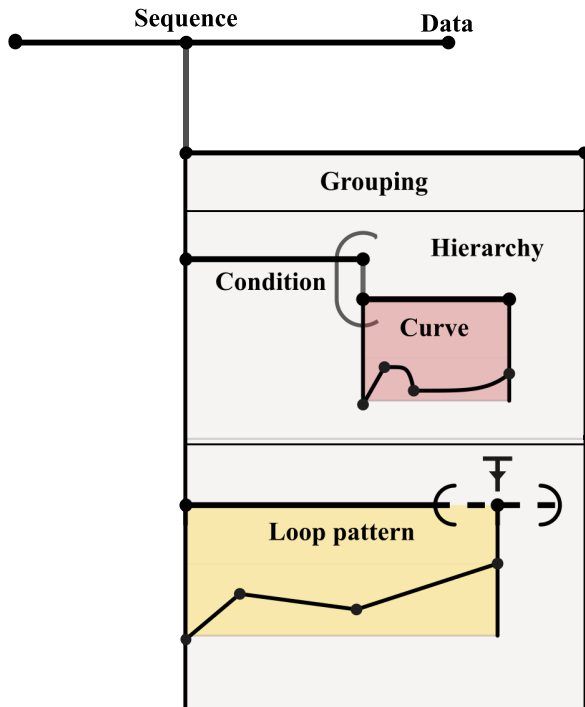 Sequence
Data
Grouping
Hierarchy
Condition
Curve
Loop pattern